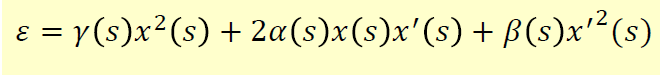 ε = γ(s)x²(s) + 2α(s)x(s)x′(s) + β(s)x′²(s)